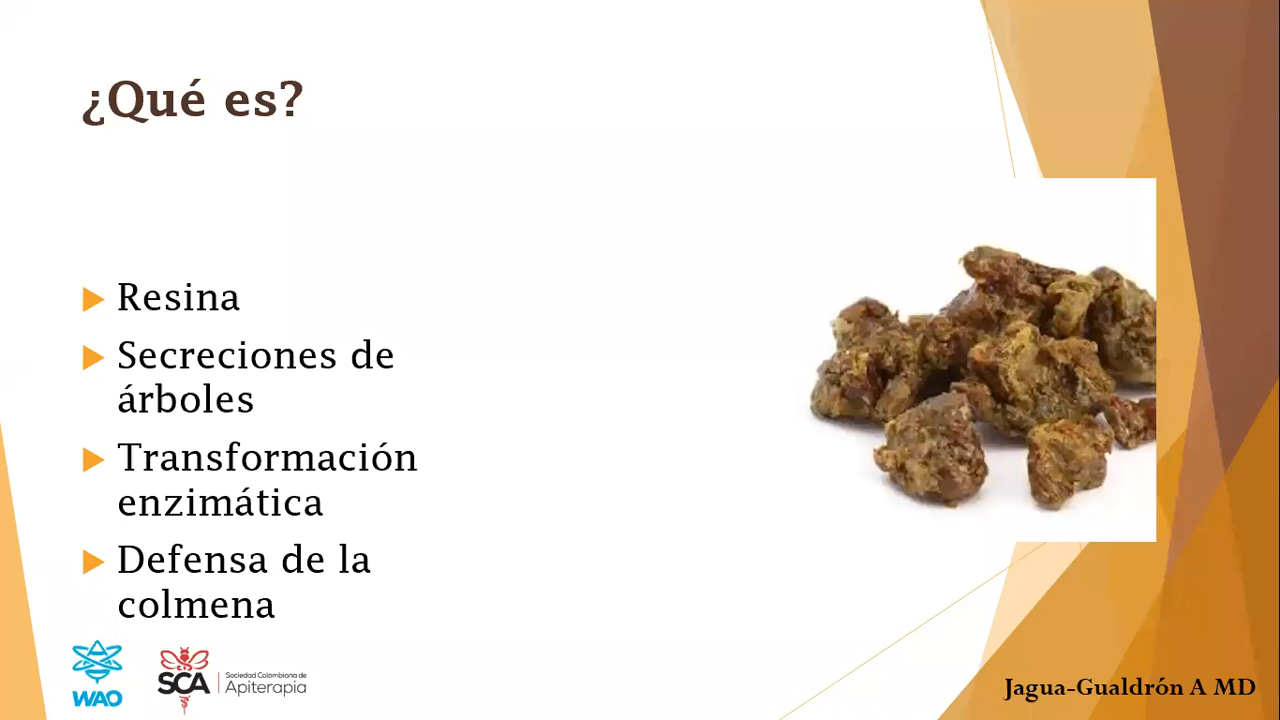 ¿Qué es?
Resina
Secreciones de
árboles
Transformación
enzimática
Defensa de la
colmena
WAO
SCA
Sociedad Colombiana de
Apiterapia
Jagua-Gualdrón A MD